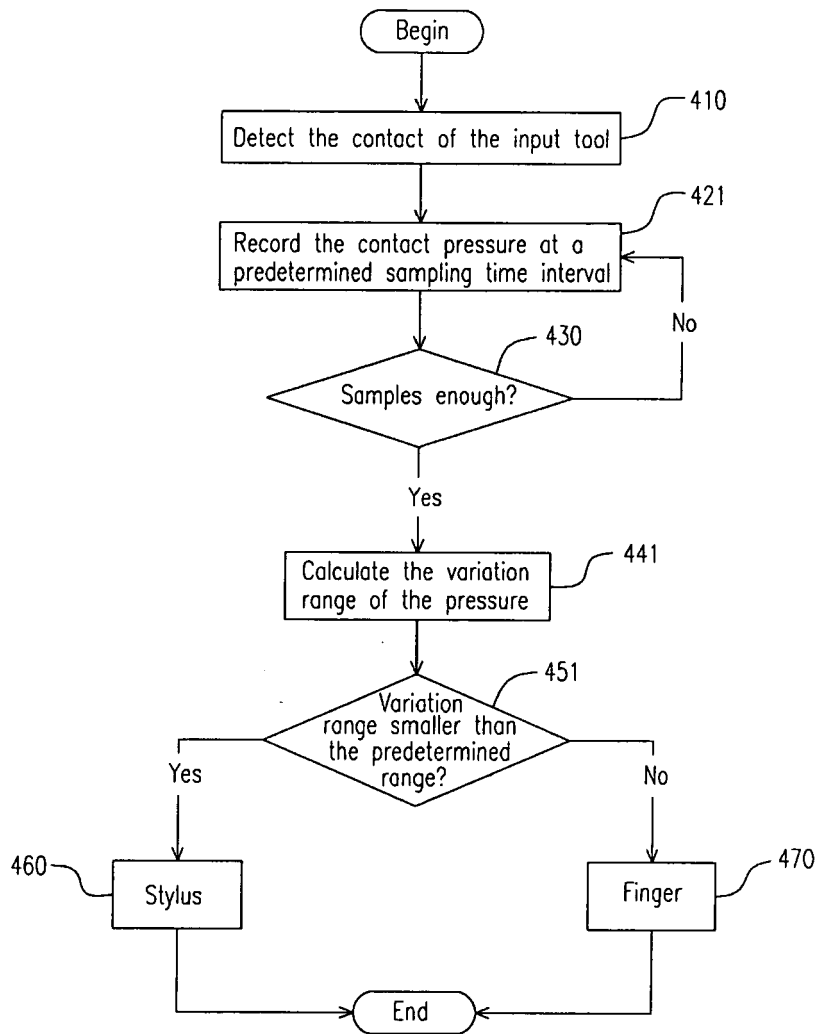 Begin
410
Detect the contact of the input tool
421
Record the contact pressure at a
predetermined sampling time interval
No
430
Samples enough?
Yes
441
Calculate the variation
range of the pressure
451
Variation
range smaller than
the predetermined
range?
Yes
No
460
Stylus
470
Finger
End